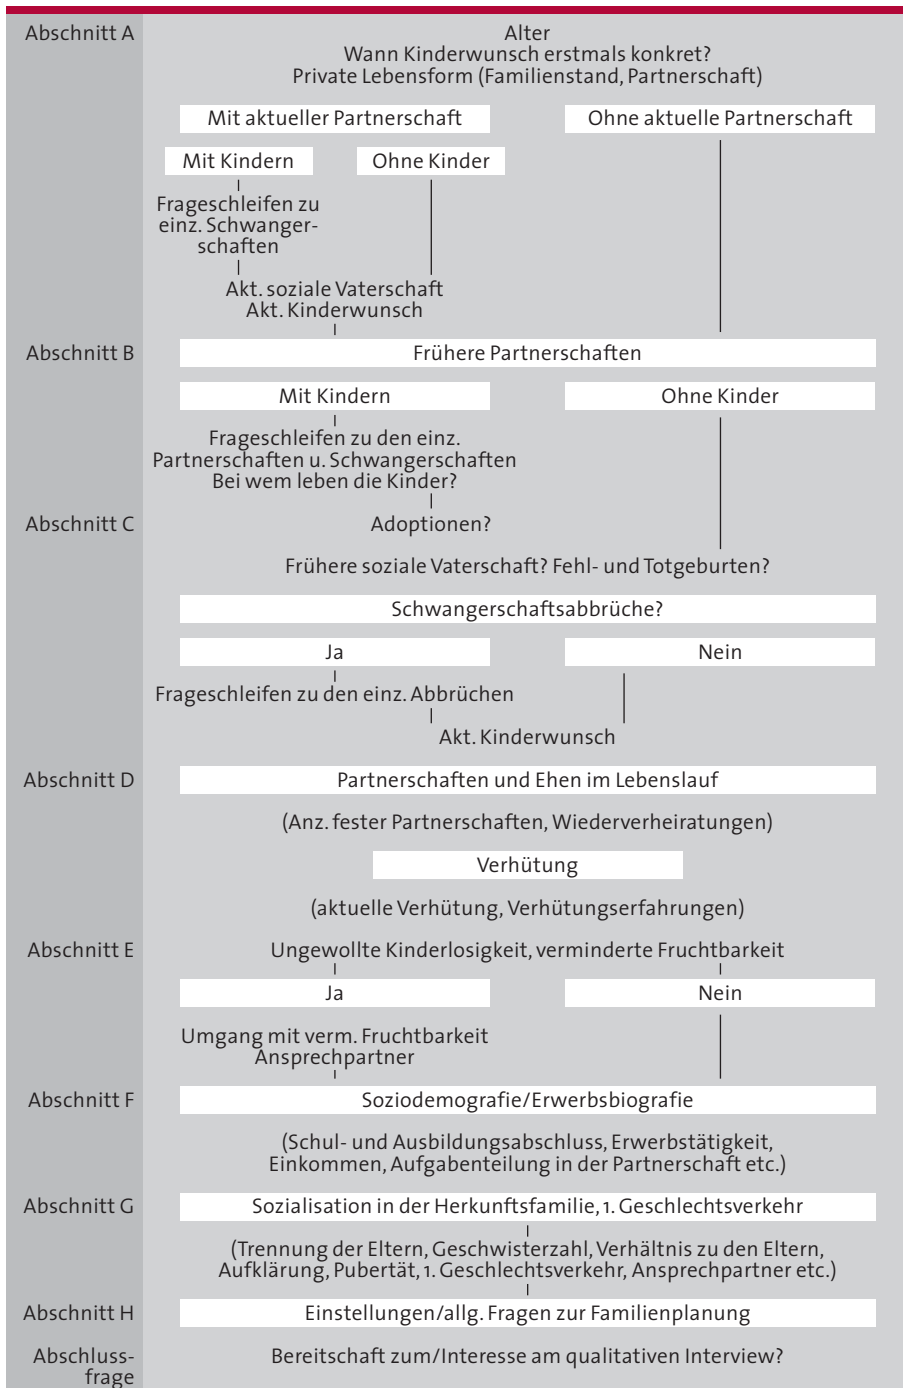 Abschnitt A
Alter
Wann Kinderwunsch erstmals konkret?
Private Lebensform (Familienstand, Partnerschaft)
Mit aktueller Partnerschaft
Ohne aktuelle Partnerschaft
Mit Kindern
Ohne Kinder
Frageschleifen zu
einz. Schwanger-
schaften
Akt. soziale Vaterschaft
Akt. Kinderwunsch
Abschnitt B
Frühere Partnerschaften
Mit Kindern
Ohne Kinder
Frageschleifen zu den einz.
Partnerschaften u. Schwangerschaften
Bei wem leben die Kinder?
Abschnitt C
Adoptionen?
Frühere soziale Vaterschaft? Fehl- und Totgeburten?
Schwangerschaftsabbrüche?
Ja
Nein
Frageschleifen zu den einz. Abbrüchen
Akt. Kinderwunsch
Abschnitt D
Partnerschaften und Ehen im Lebenslauf
(Anz. fester Partnerschaften, Wiederverheiratungen)
Verhütung
(aktuelle Verhütung, Verhütungserfahrungen)
Abschnitt E
Ungewollte Kinderlosigkeit, verminderte Fruchtbarkeit
Ja
Nein
Umgang mit verm. Fruchtbarkeit
Ansprechpartner
Abschnitt F
Soziodemografie/Erwerbsbiografie
(Schul- und Ausbildungsabschluss, Erwerbstätigkeit,
Einkommen, Aufgabenteilung in der Partnerschaft etc.)
Abschnitt G
Sozialisation in der Herkunftsfamilie, 1. Geschlechtsverkehr
(Trennung der Eltern, Geschwisterzahl, Verhältnis zu den Eltern,
Aufklärung, Pubertät, 1. Geschlechtsverkehr, Ansprechpartner etc.)
Abschnitt H
Einstellungen/allg. Fragen zur Familienplanung
Abschluss-
frage
Bereitschaft zum/Interesse am qualitativen Interview?